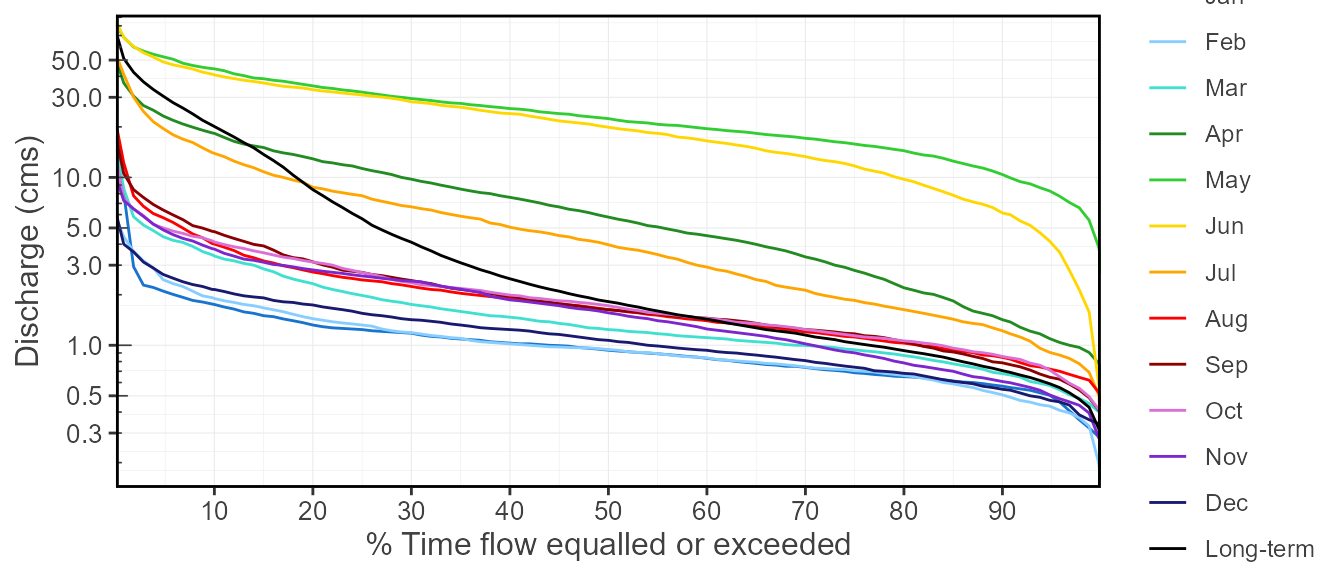 Jan
50.0
30.0
10.0
5.0
3.0
1.0
0.5
0.3
Discharge (cms)
10 20 30 40 50 60 70 80 90
% Time flow equalled or exceeded
Feb
Mar
Apr
May
Jun
Jul
Aug
Sep
Oct
Nov
Dec
Long-term